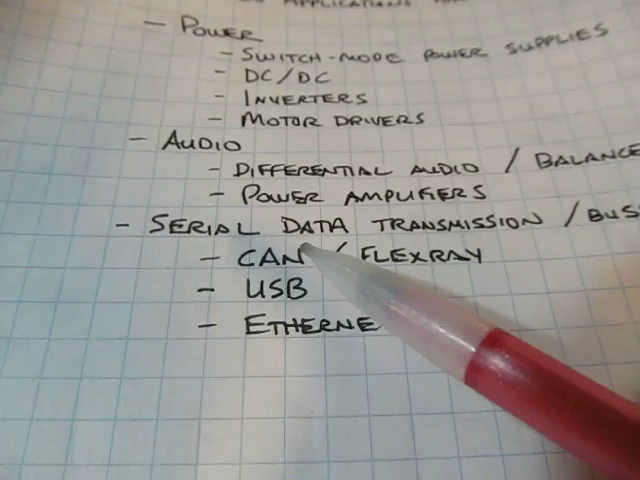 APPLICATIONS
- POWER
- SWITCH-MODE POWER SUPPLIES
- DC/DC
- INVERTERS
- MOTOR DRIVERS
- AUDIO
- DIFFERENTIAL AUDIO / BALANCE
- POWER AMPLIFIERS
- SERIAL DATA TRANSMISSION / BUS
- CAN / FLEXRAY
- USB
- ETHERNE